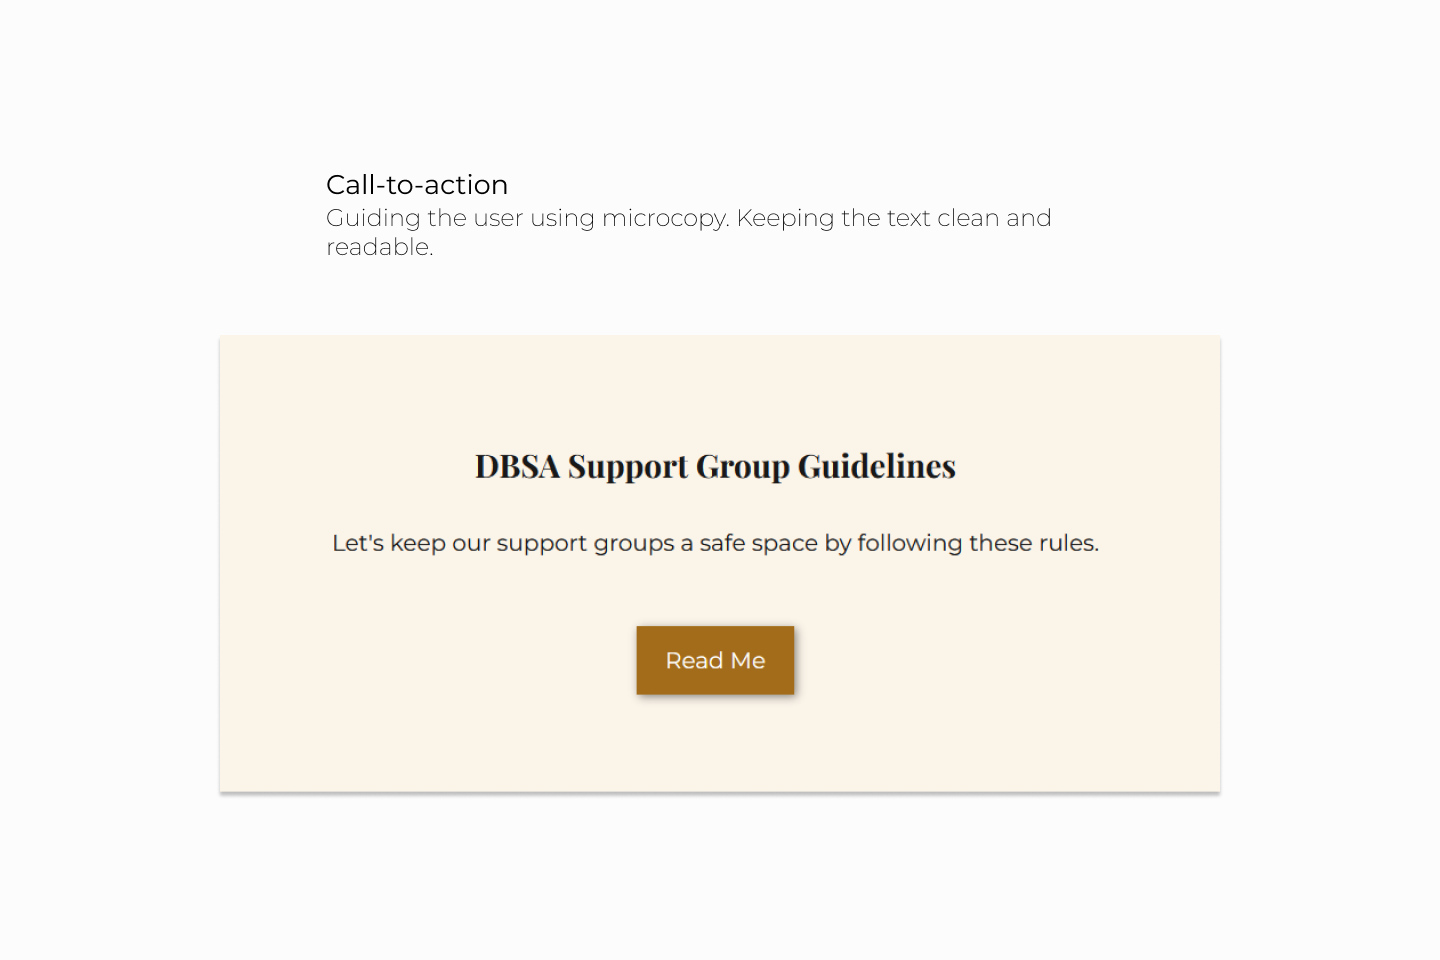 Call-to-action
Guiding the user using microcopy. Keeping the text clean and
readable.
DBSA Support Group Guidelines
Let's keep our support groups a safe space by following these rules.
Read Me